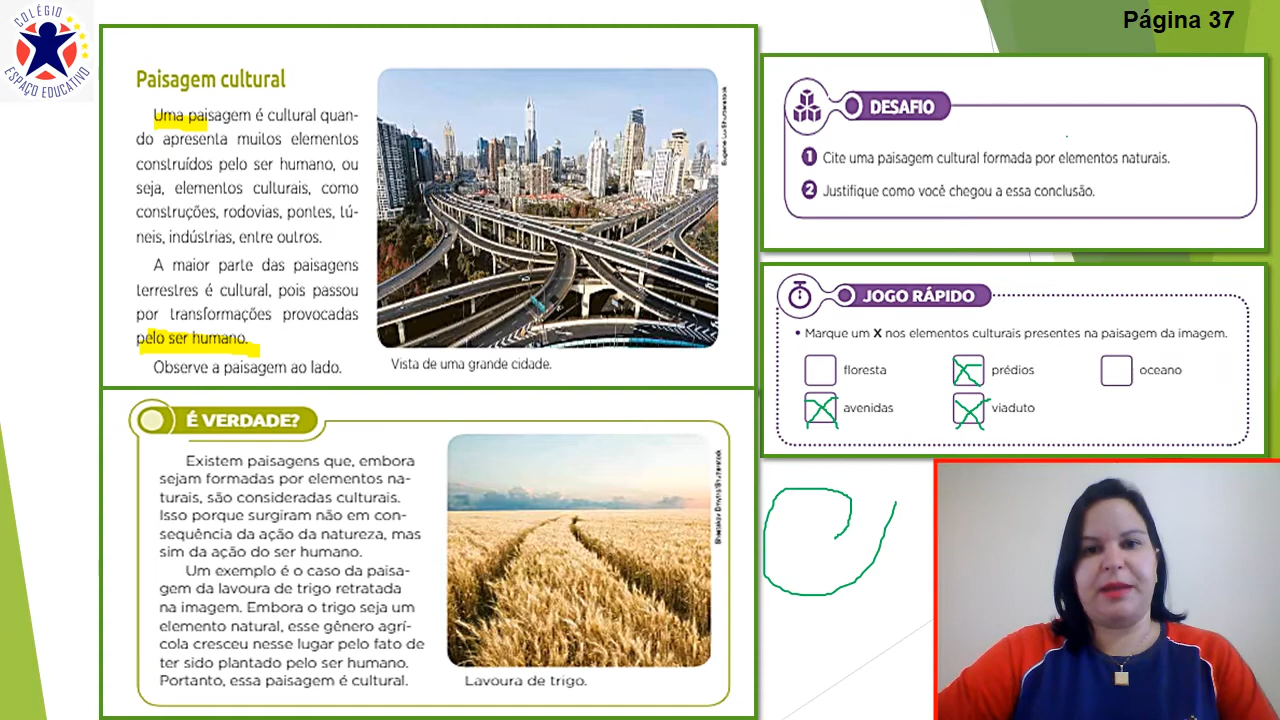 COLÉGIO
ESPAÇO EDUCATIVO
Página 37
Paisagem cultural
Uma paisagem é cultural quan-
do apresenta muitos elementos
construídos pelo ser humano, ou
seja, elementos culturais, como
construções, rodovias, pontes, tú-
neis, indústrias, entre outros.
A maior parte das paisagens
terrestres é cultural, pois passou
por transformações provocadas
pelo ser humano.
Observe a paisagem ao lado.
Vista de uma grande cidade.
É VERDADE?
Existem paisagens que, embora
sejam formadas por elementos na-
turais, são consideradas culturais.
Isso porque surgiram não em con-
sequência da ação da natureza, mas
sim da ação do ser humano.
Um exemplo é o caso da paisa-
gem da lavoura de trigo retratada
na imagem. Embora o trigo seja um
elemento natural, esse gênero agrí-
cola cresceu nesse lugar pelo fato de
ter sido plantado pelo ser humano.
Portanto, essa paisagem é cultural.
Lavoura de trigo.
DESAFIO
1 Cite uma paisagem cultural formada por elementos naturais.
2 Justifique como você chegou a essa conclusão.
JOGO RÁPIDO
• Marque um X nos elementos culturais presentes na paisagem da imagem.
floresta X prédios oceano
X avenidas X viaduto